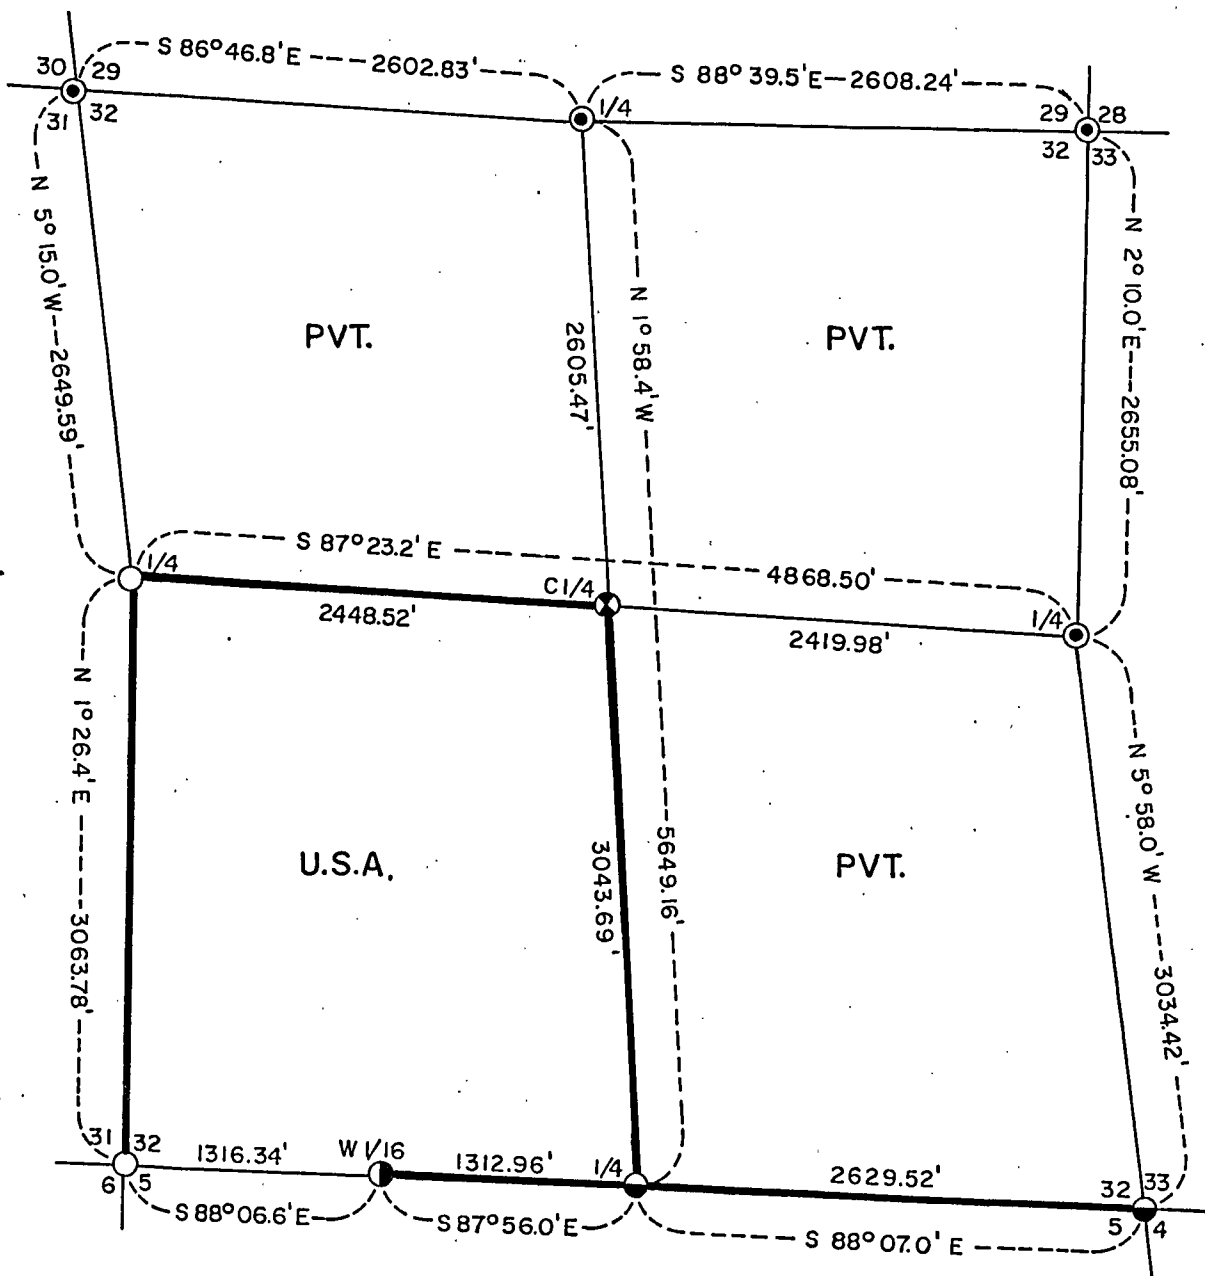 S 86°46.8'E 2602.83'
S 88°39.5'E 2608.24'
30 29
31 32
1/4
29 28
32 33
N 5°15.0'W 2649.59'
N 1°58.4'W 5649.16'
N 2°10.0'E 2655.08'
2605.47'
PVT.
PVT.
S 87°23.2'E 4868.50'
1/4
C 1/4
1/4
2448.52'
2419.98'
N 1°26.4'E 3063.78'
3043.69'
N 5°58.0'W 3034.42'
U.S.A.
PVT.
31 32
6 5
1316.34'
W 1/16
1312.96'
1/4
2629.52'
32 33
5 4
S 88°06.6'E
S 87°56.0'E
S 88°07.0'E